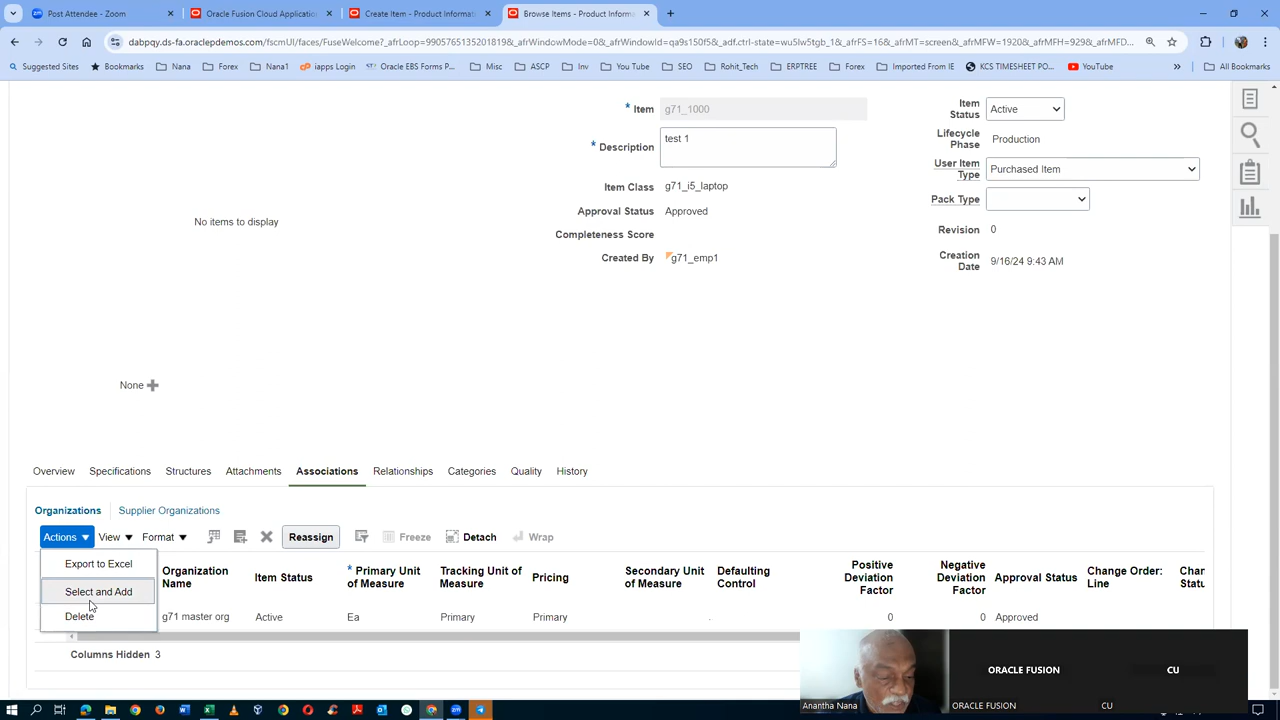 Post Attendee - Zoom
Oracle Fusion Cloud Application
Create Item - Product Informat
Browse Items - Product Informat
dabpqy.ds-fa.oraclepdemos.com/fscmUI/faces/FuseWelcome?_afrLoop=9905765135201819&_afrWindowMode=0&_afrWindowId=qa9s150f5&_adf.ctrl-state=wu5lw5tgb_1&_afrFS=16&_afrMT=screen&_afrMFW=1920&_afrMFH=929&_afrMFD...
Suggested Sites
Bookmarks
Nana
Forex
Nana1
iapps Login
Oracle EBS Forms P...
Misc
ASCP
Inv
You Tube
SEO
Rohit_Tech
ERPTREE
Forex
Imported From IE
KCS TIMESHEET PO...
YouTube
All Bookmarks
* Item g71_1000
* Description test 1
Item Class g71_i5_laptop
Approval Status Approved
Completeness Score
Created By g71_emp1
Item Status Active
Lifecycle Phase Production
User Item Type Purchased Item
Pack Type
Revision 0
Creation Date 9/16/24 9:43 AM
No items to display
None
Overview Specifications Structures Attachments Associations Relationships Categories Quality History
Organizations Supplier Organizations
Actions View Format Reassign Freeze Detach Wrap
Export to Excel
Select and Add
Delete
Organization Name
Item Status
* Primary Unit of Measure
Tracking Unit of Measure
Pricing
Secondary Unit of Measure
Defaulting Control
Positive Deviation Factor
Negative Deviation Factor
Approval Status
Change Order: Line
Char Statu
g71 master org Active Ea Primary Primary 0 0 Approved
Columns Hidden 3
Anantha Nana
ORACLE FUSION
CU
ORACLE FUSION
CU